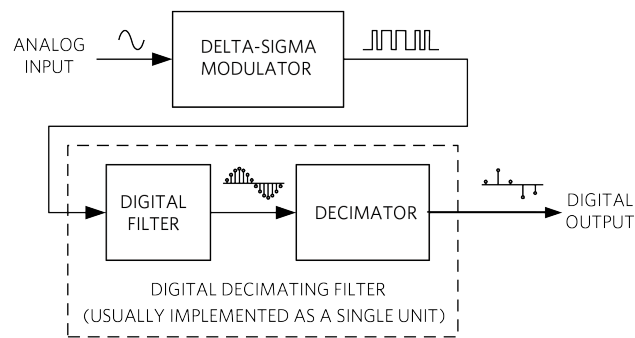 ANALOG
INPUT
DELTA-SIGMA
MODULATOR
DIGITAL
FILTER
DECIMATOR
DIGITAL
OUTPUT
DIGITAL DECIMATING FILTER
(USUALLY IMPLEMENTED AS A SINGLE UNIT)